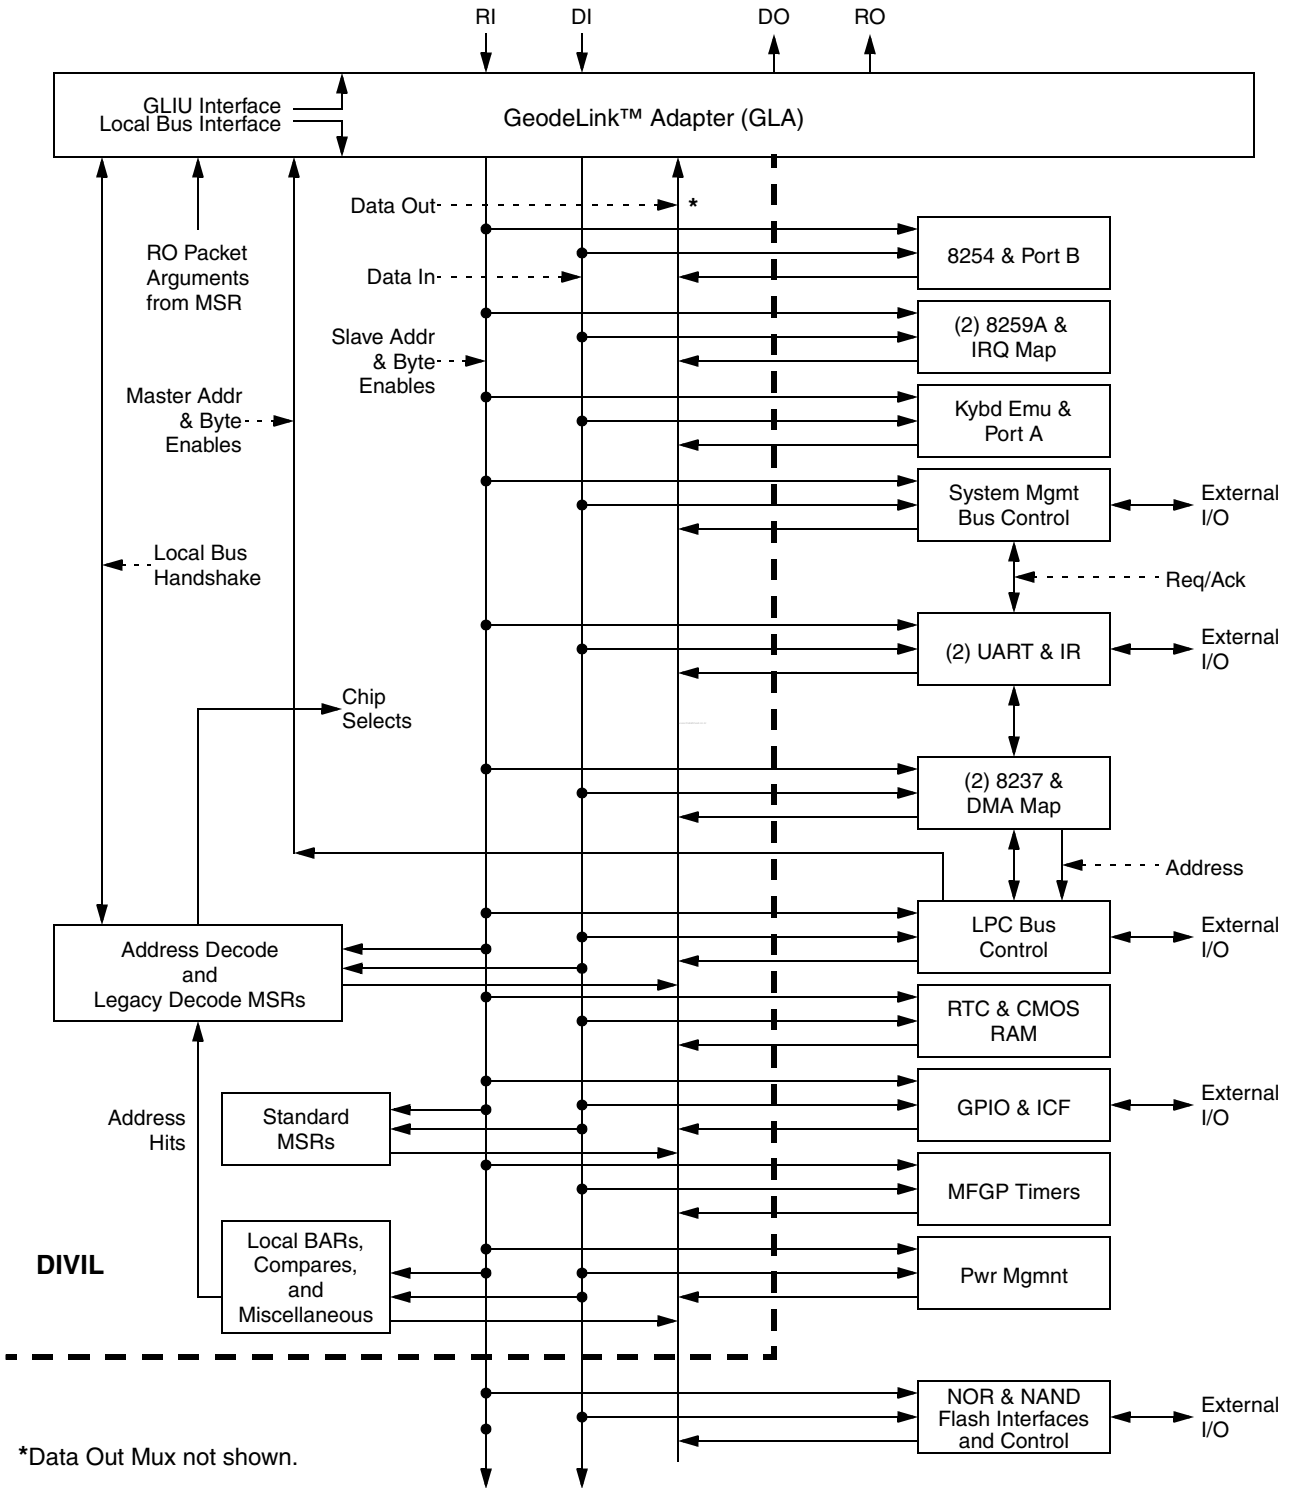 RI
DI
DO
RO
GLIU Interface
Local Bus Interface
GeodeLink™ Adapter (GLA)
Data Out
*
RO Packet
Arguments
from MSR
Data In
8254 & Port B
Slave Addr
& Byte
Enables
(2) 8259A &
IRQ Map
Master Addr
& Byte
Enables
Kybd Emu &
Port A
System Mgmt
Bus Control
External
I/O
Local Bus
Handshake
Req/Ack
(2) UART & IR
External
I/O
Chip
Selects
(2) 8237 &
DMA Map
Address
Address Decode
and
Legacy Decode MSRs
LPC Bus
Control
External
I/O
RTC & CMOS
RAM
Address
Hits
Standard
MSRs
GPIO & ICF
External
I/O
MFGP Timers
DIVIL
Local BARs,
Compares,
and
Miscellaneous
Pwr Mgmnt
NOR & NAND
Flash Interfaces
and Control
External
I/O
*Data Out Mux not shown.